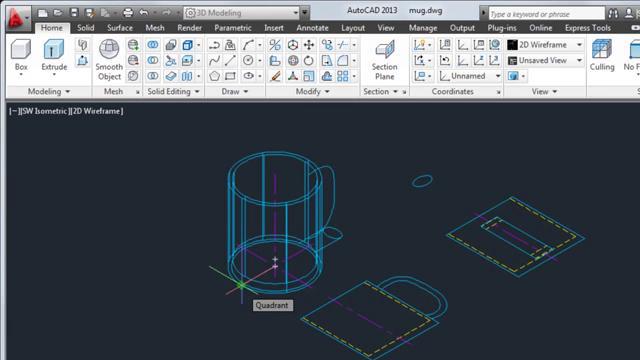 3D Modeling
AutoCAD 2013 mug.dwg
Type a keyword or phrase
Sign In
Home Solid Surface Mesh Render Parametric Insert Annotate View Manage Output Plug-ins Online Express Tools
Box
Extrude
Smooth Object
Section Plane
2D Wireframe
Unsaved View
Unnamed
Culling
No F
Modeling
Mesh
Solid Editing
Draw
Modify
Section
Coordinates
View
[−][SW Isometric][2D Wireframe]
Quadrant